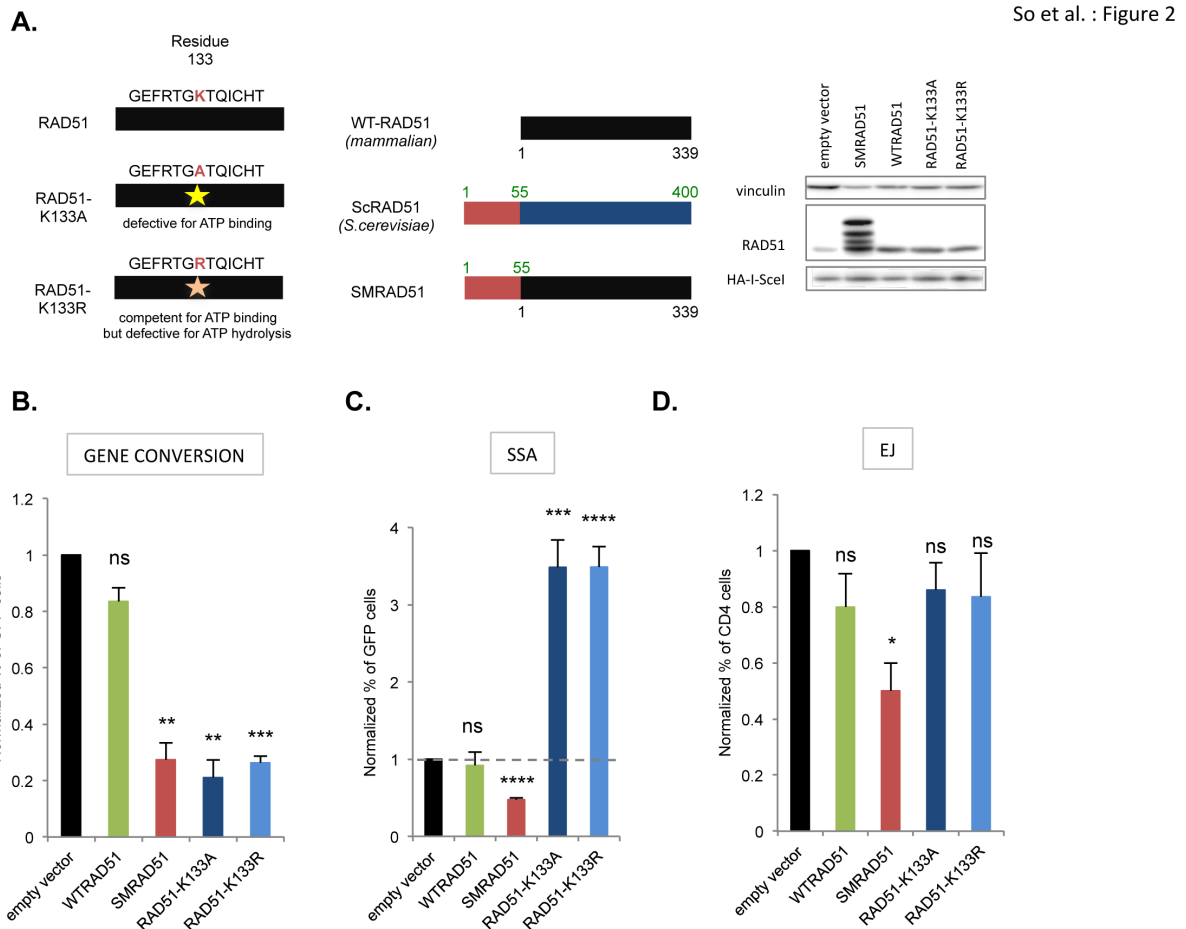 So et al. : Figure 2
A.
Residue
133
GEFRTGKTQICHT
RAD51
GEFRTGATQICHT
RAD51-
K133A
defective for ATP binding
GEFRTGRTQICHT
RAD51-
K133R
competent for ATP binding
but defective for ATP hydrolysis
WT-RAD51
(mammalian)
1 339
1 55 400
ScRAD51
(S.cerevisiae)
1 55
SMRAD51
1 339
empty vector
SMRAD51
WTRAD51
RAD51-K133A
RAD51-K133R
vinculin
RAD51
HA-I-SceI
B.
GENE CONVERSION
1.2
1
0.8
0.6
0.4
0.2
0
ns
**
**
***
empty vector
WTRAD51
SMRAD51
RAD51-K133A
RAD51-K133R
C.
SSA
Normalized % of GFP cells
4
3
2
1
0
ns
****
***
****
empty vector
WTRAD51
SMRAD51
RAD51-K133A
RAD51-K133R
D.
EJ
Normalized % of CD4 cells
1.2
1
0.8
0.6
0.4
0.2
0
ns
*
ns
ns
empty vector
WTRAD51
SMRAD51
RAD51-K133A
RAD51-K133R